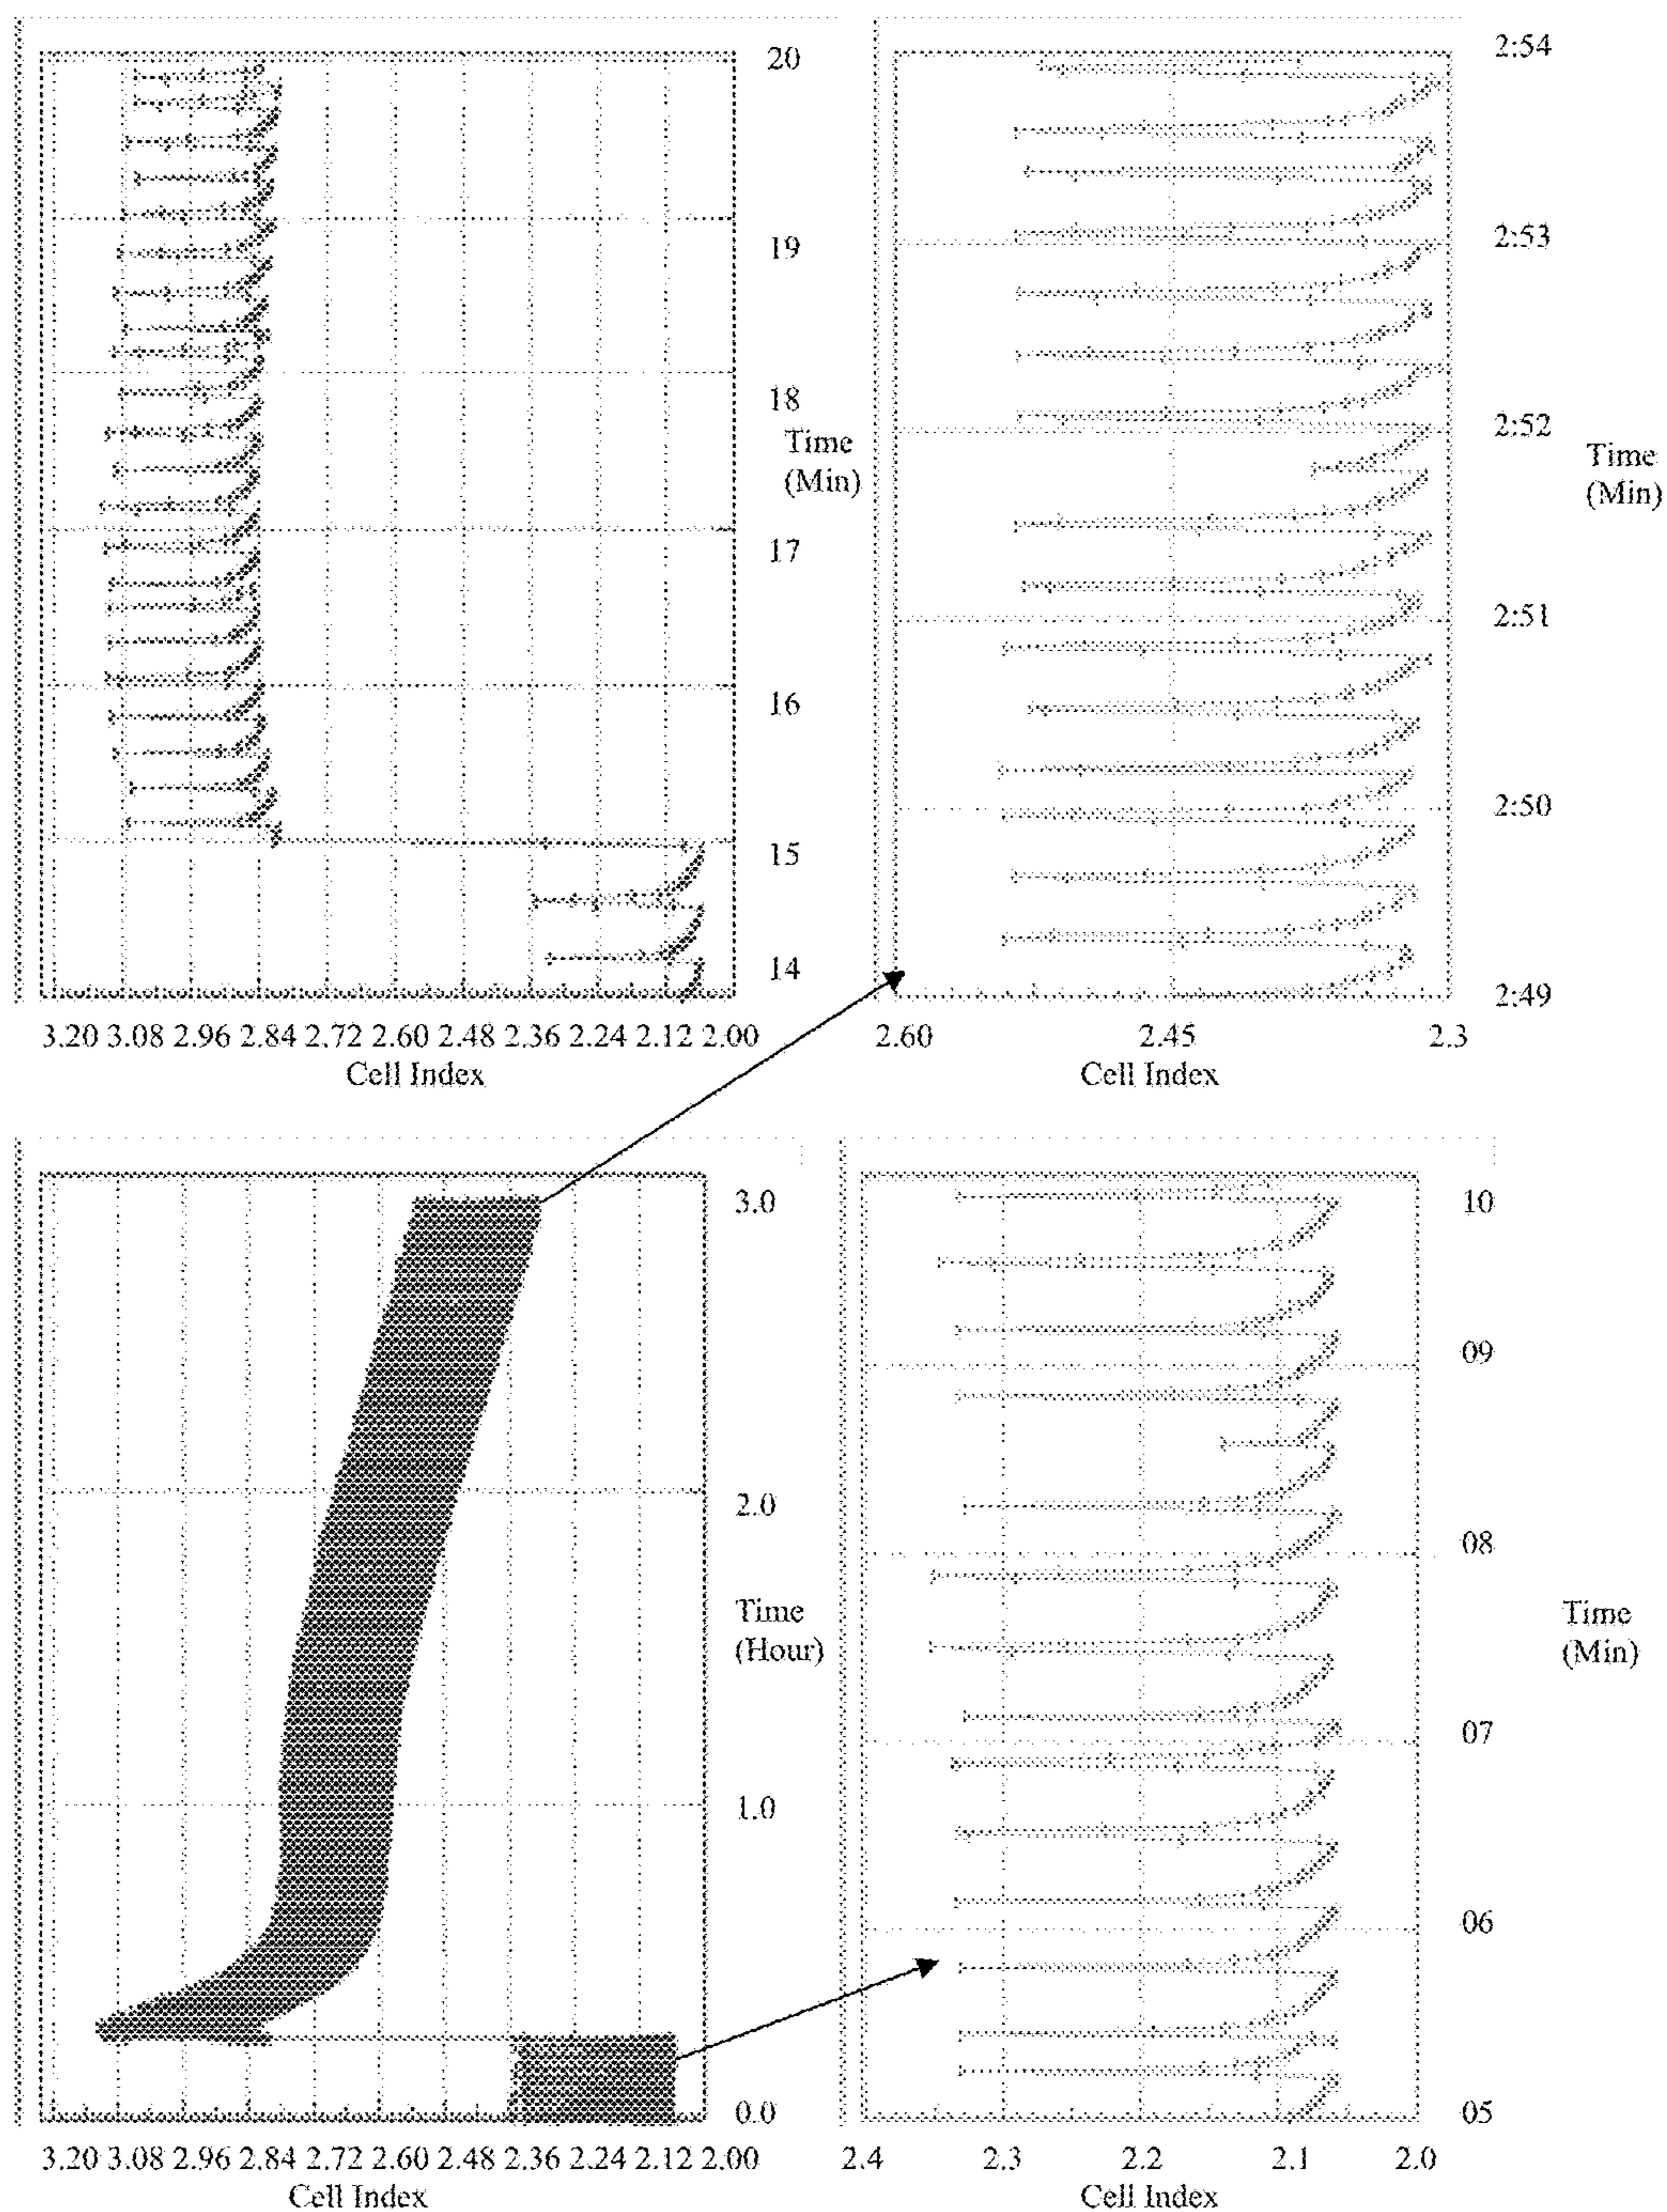 20
19
18
Time
(Min)
17
16
15
14
3.20 3.08 2.96 2.84 2.72 2.60 2.48 2.36 2.24 2.12 2.00
Cell Index
2:54
2:53
2:52
Time
(Min)
2:51
2:50
2:49
2.60 2.45 2.3
Cell Index
3.0
2.0
Time
(Hour)
1.0
0.0
3.20 3.08 2.96 2.84 2.72 2.60 2.48 2.36 2.24 2.12 2.00
Cell Index
10
09
08
Time
(Min)
07
06
05
2.4 2.3 2.2 2.1 2.0
Cell Index